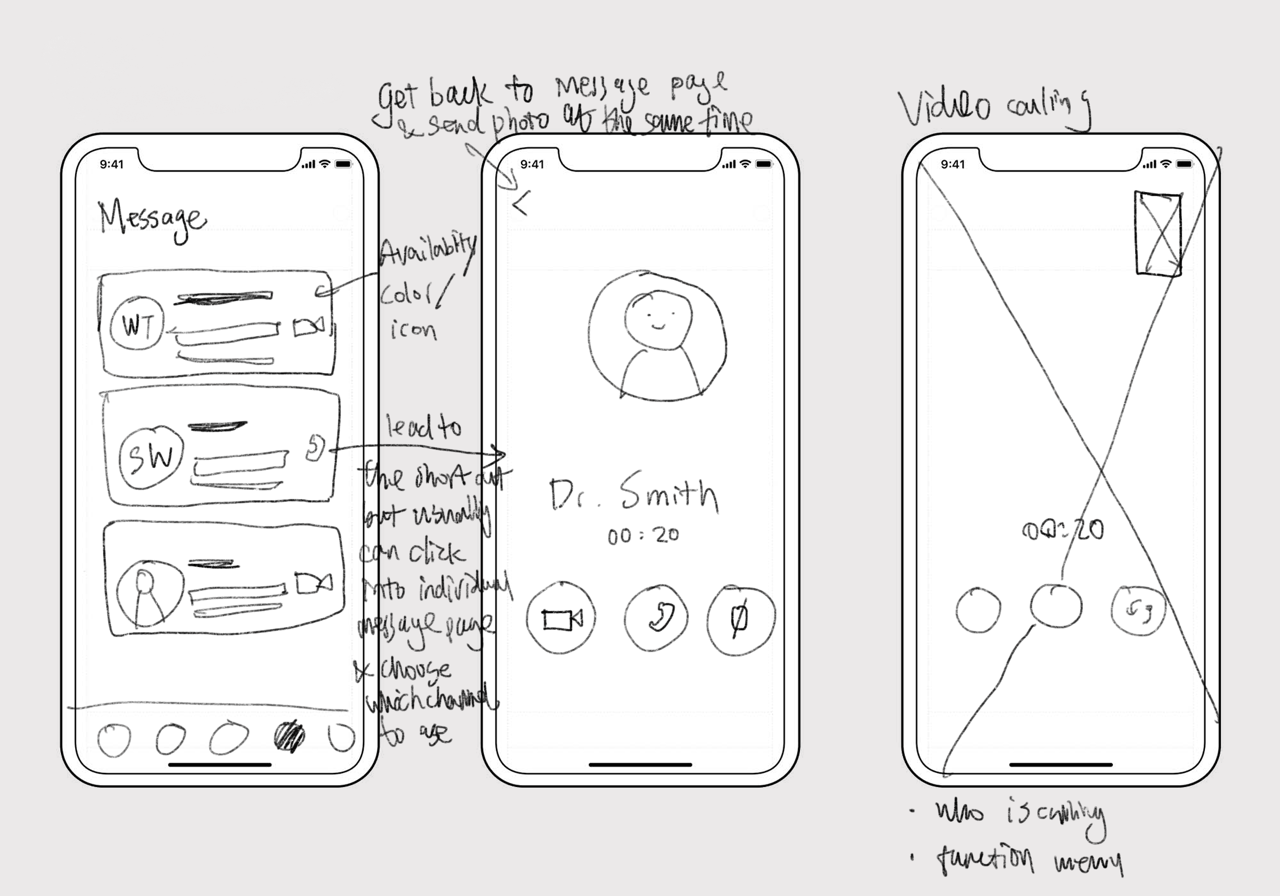 Get back to Message page
& send photo at the same time
Video calling
9:41
Message
WT
SW
Availability
color/
icon
lead to
the short cut
but usually
can click
into individual
message page
& choose
which channel
to use
9:41
<
Dr. Smith
00:20
9:41
00:20
· who is calling
· function menu